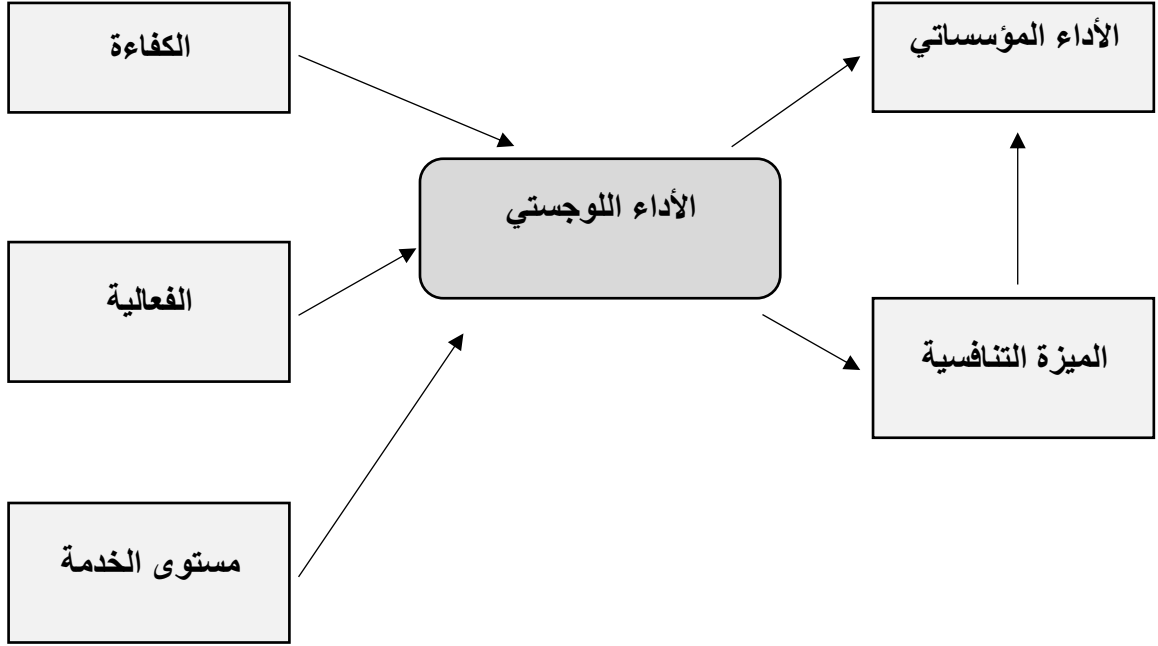 الكفاءة
الأداء المؤسساتي
الأداء اللوجستي
الفعالية
الميزة التنافسية
مستوى الخدمة